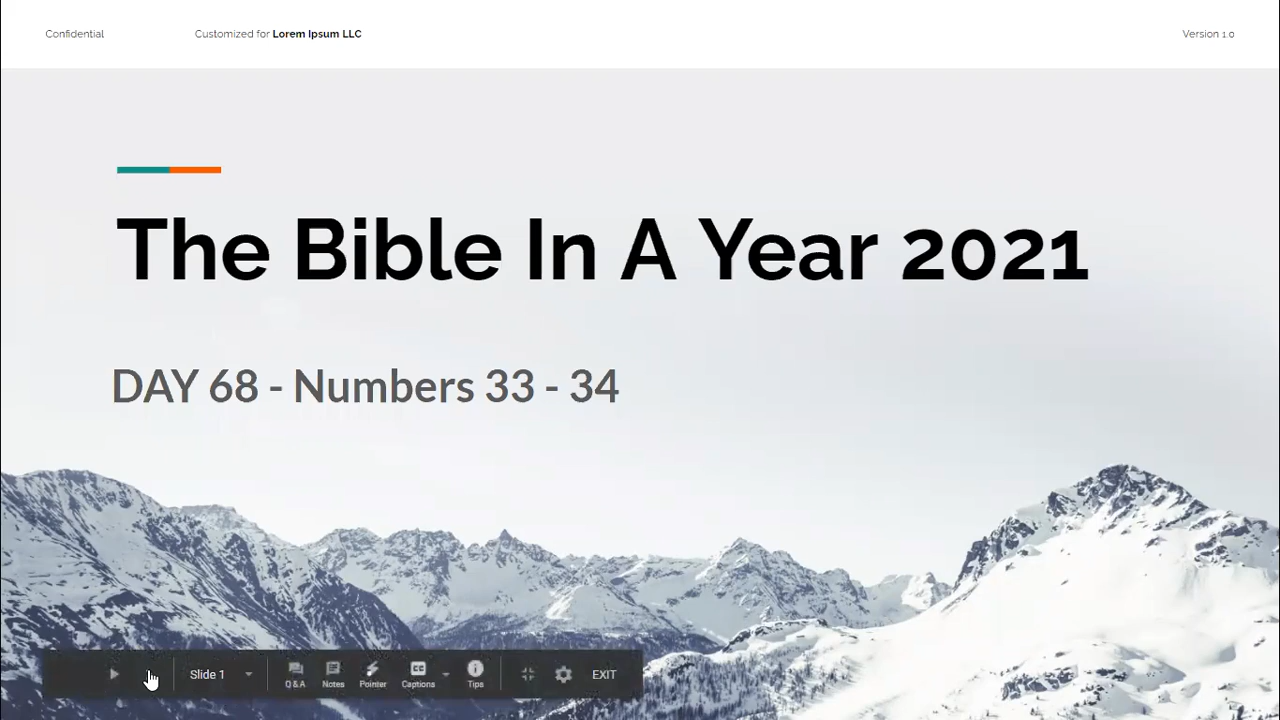 Confidential
Customized for Lorem Ipsum LLC
Version 1.0
The Bible In A Year 2021
DAY 68 - Numbers 33 - 34
Slide 1
Q&A
Notes
Pointer
CC
Captions
Tips
EXIT